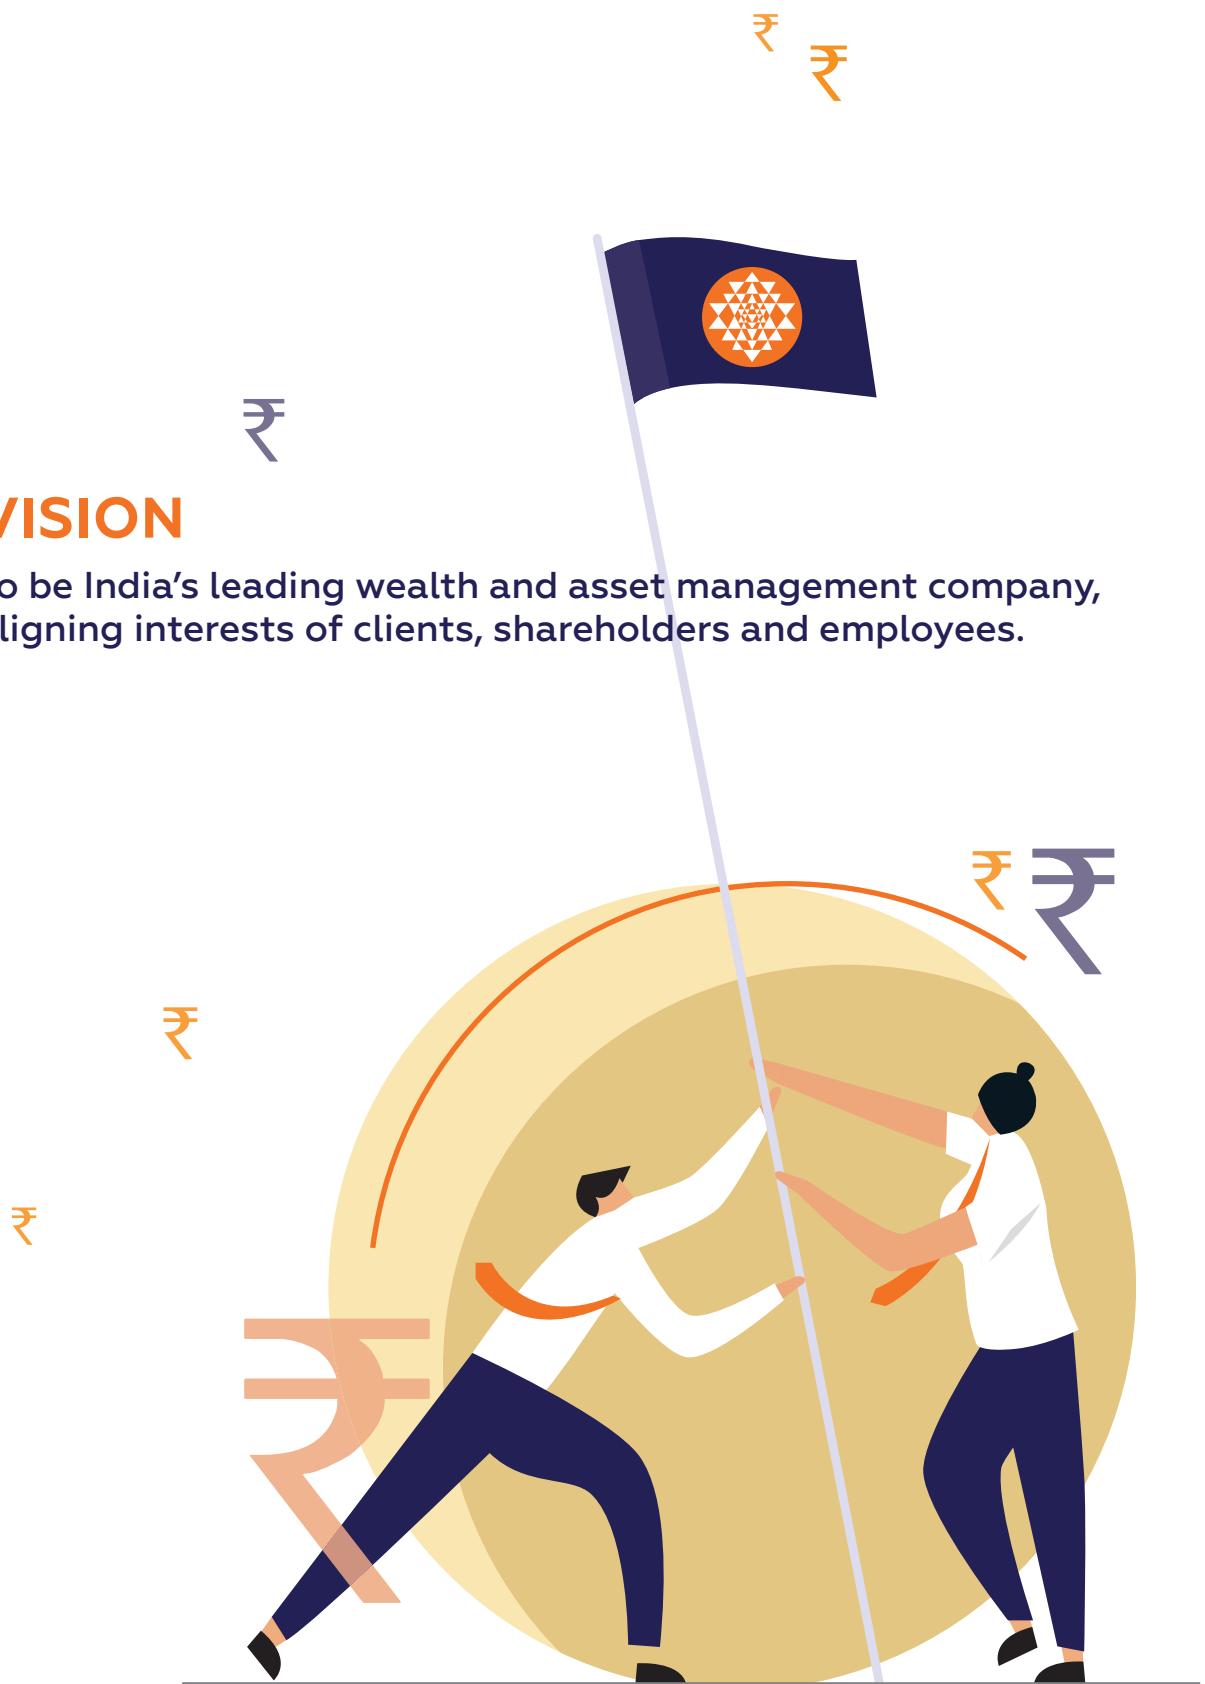 ₹
₹
₹
VISION
o be India’s leading wealth and asset management company,
ligning interests of clients, shareholders and employees.
₹ ₹
₹
₹
₹